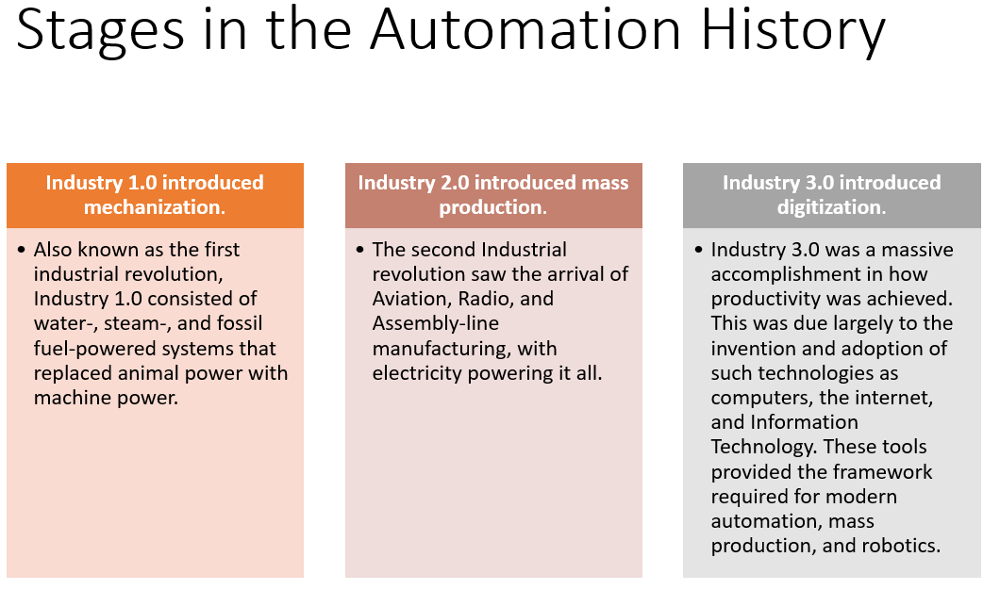 Stages in the Automation History
Industry 1.0 introduced
mechanization.
• Also known as the first
industrial revolution,
Industry 1.0 consisted of
water-, steam-, and fossil
fuel-powered systems that
replaced animal power with
machine power.
Industry 2.0 introduced mass
production.
• The second Industrial
revolution saw the arrival of
Aviation, Radio, and
Assembly-line
manufacturing, with
electricity powering it all.
Industry 3.0 introduced
digitization.
• Industry 3.0 was a massive
accomplishment in how
productivity was achieved.
This was due largely to the
invention and adoption of
such technologies as
computers, the internet,
and Information
Technology. These tools
provided the framework
required for modern
automation, mass
production, and robotics.